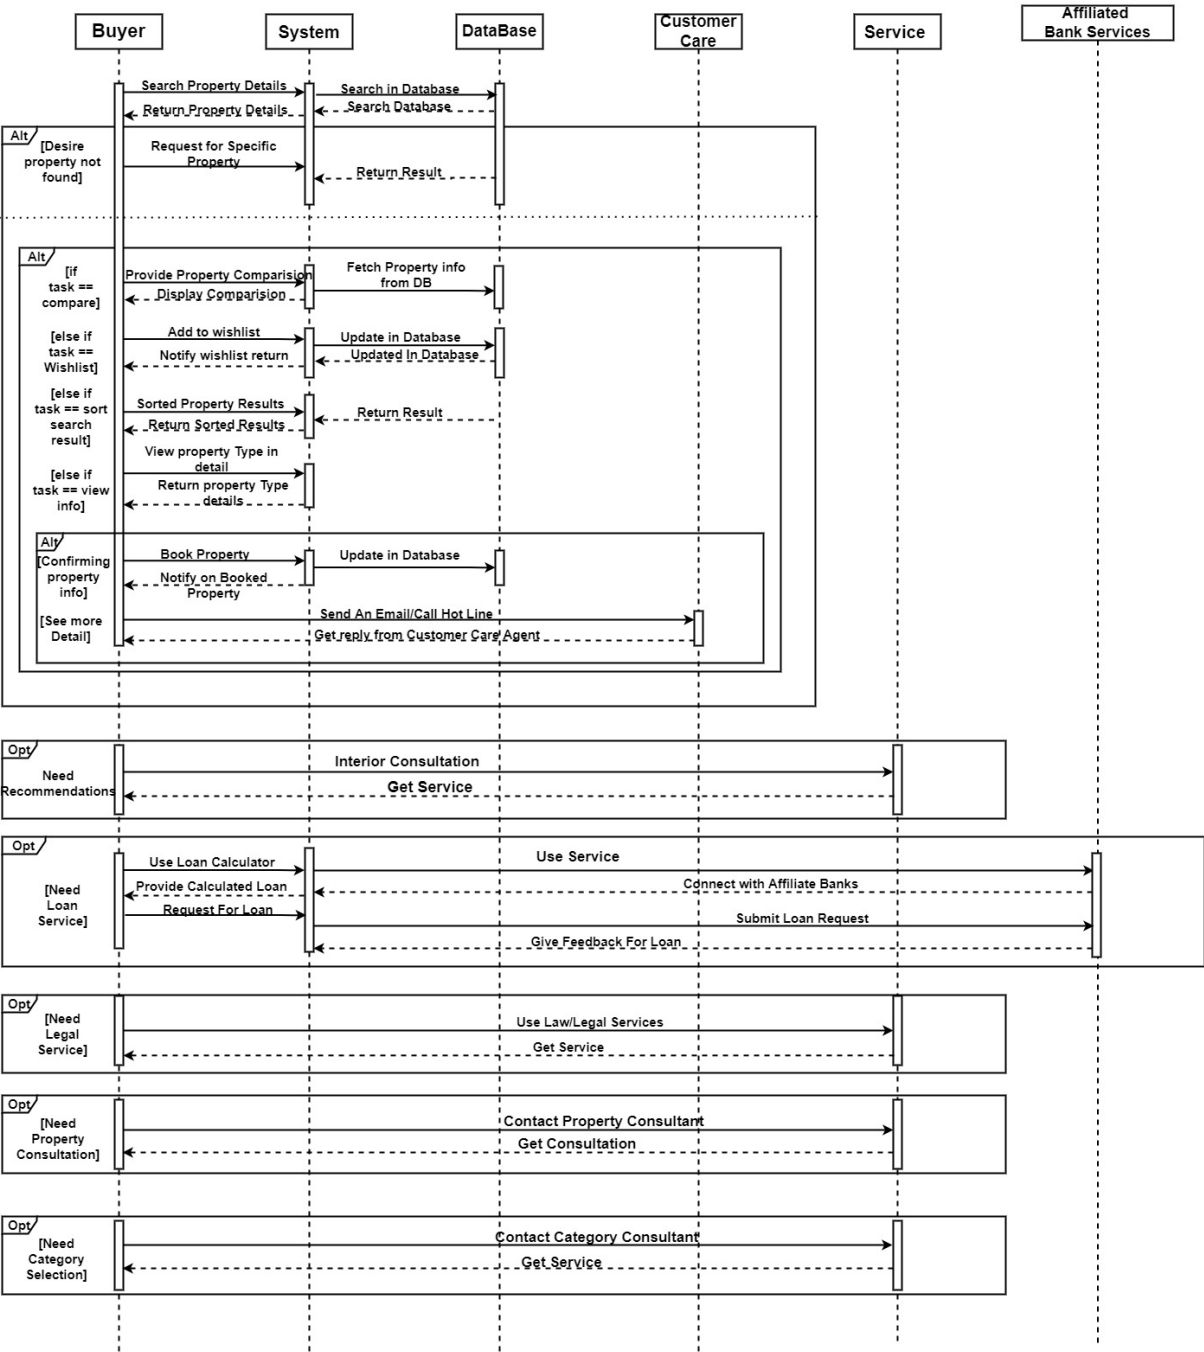 Buyer
System
DataBase
Customer
Care
Service
Affiliated
Bank Services
Search Property Details
Search in Database
Return Property Details
Search Database
Alt
[Desire
property not
found]
Request for Specific
Property
Return Result
Alt
[if
task ==
compare]
Provide Property Comparision
Fetch Property info
from DB
Display Comparision
[else if
task ==
Wishlist]
Add to wishlist
Update in Database
Notify wishlist return
Updated In Database
[else if
task == sort
search
result]
Sorted Property Results
Return Result
Return Sorted Results
[else if
task == view
info]
View property Type in
detail
Return property Type
details
Alt
[Confirming
property
info]
Book Property
Update in Database
Notify on Booked
Property
[See more
Detail]
Send An Email/Call Hot Line
Get reply from Customer Care Agent
Opt
Need
Recommendations
Interior Consultation
Get Service
Opt
[Need
Loan
Service]
Use Loan Calculator
Use Service
Provide Calculated Loan
Connect with Affiliate Banks
Request For Loan
Submit Loan Request
Give Feedback For Loan
Opt
[Need
Legal
Service]
Use Law/Legal Services
Get Service
Opt
[Need
Property
Consultation]
Contact Property Consultant
Get Consultation
Opt
[Need
Category
Selection]
Contact Category Consultant
Get Service